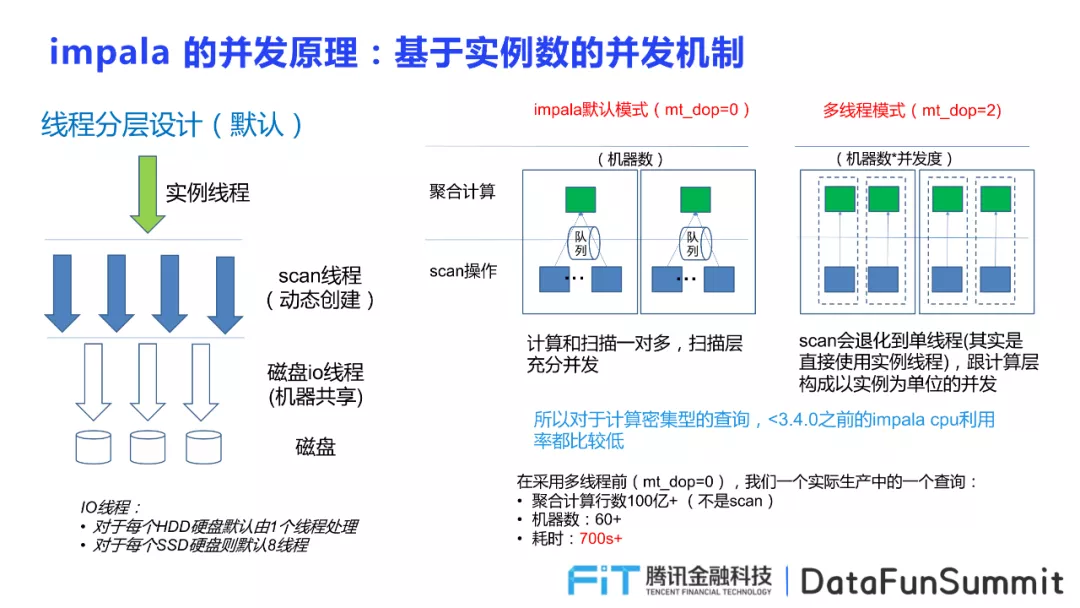 impala 的并发原理：基于实例数的并发机制
线程分层设计（默认）
实例线程
scan线程
（动态创建）
磁盘io线程
(机器共享)
磁盘
IO线程：
• 对于每个HDD硬盘默认由1个线程处理
• 对于每个SSD硬盘则默认8线程
impala默认模式（mt_dop=0）
（机器数）
聚合计算
队
列
队
列
scan操作
...
...
计算和扫描一对多，扫描层
充分并发
多线程模式（mt_dop=2)
（机器数*并发度）
scan会退化到单线程(其实是
直接使用实例线程)，跟计算层
构成以实例为单位的并发
所以对于计算密集型的查询，<3.4.0之前的impala cpu利用
率都比较低
在采用多线程前（mt_dop=0），我们一个实际生产中的一个查询：
• 聚合计算行数100亿+（不是scan）
• 机器数：60+
• 耗时：700s+
FiT 腾讯金融科技
TENCENT FINANCIAL TECHNOLOGY
DataFunSummit